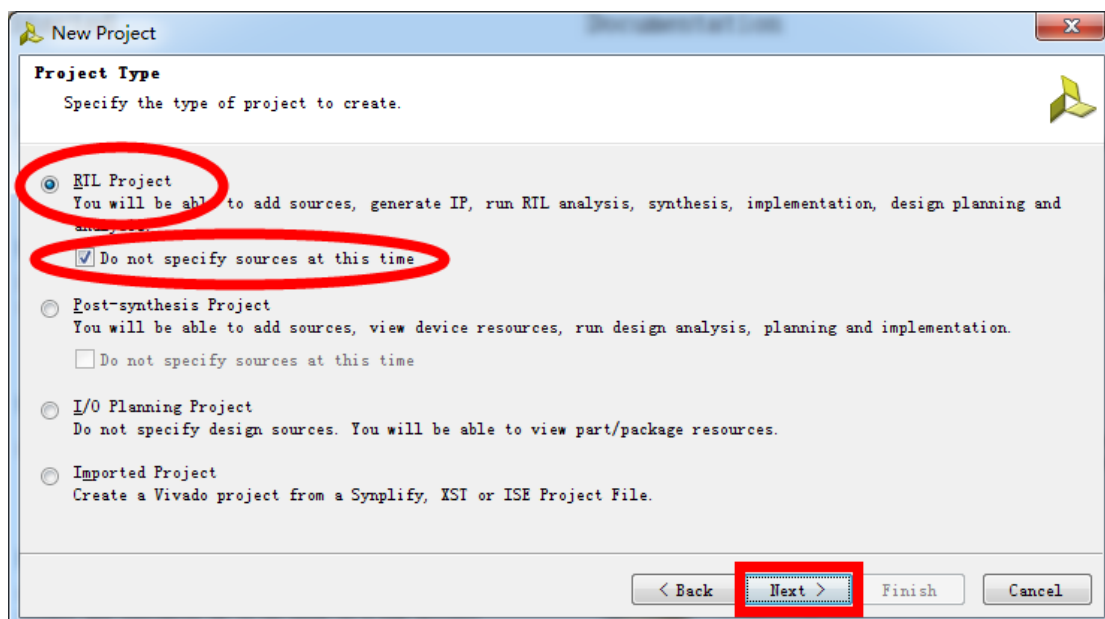 New Project
Project Type
Specify the type of project to create.
RTL Project
You will be able to add sources, generate IP, run RTL analysis, synthesis, implementation, design planning and
analysis.
Do not specify sources at this time
Post-synthesis Project
You will be able to add sources, view device resources, run design analysis, planning and implementation.
Do not specify sources at this time
I/O Planning Project
Do not specify design sources. You will be able to view part/package resources.
Imported Project
Create a Vivado project from a Synplify, XST or ISE Project File.
< Back Next > Finish Cancel